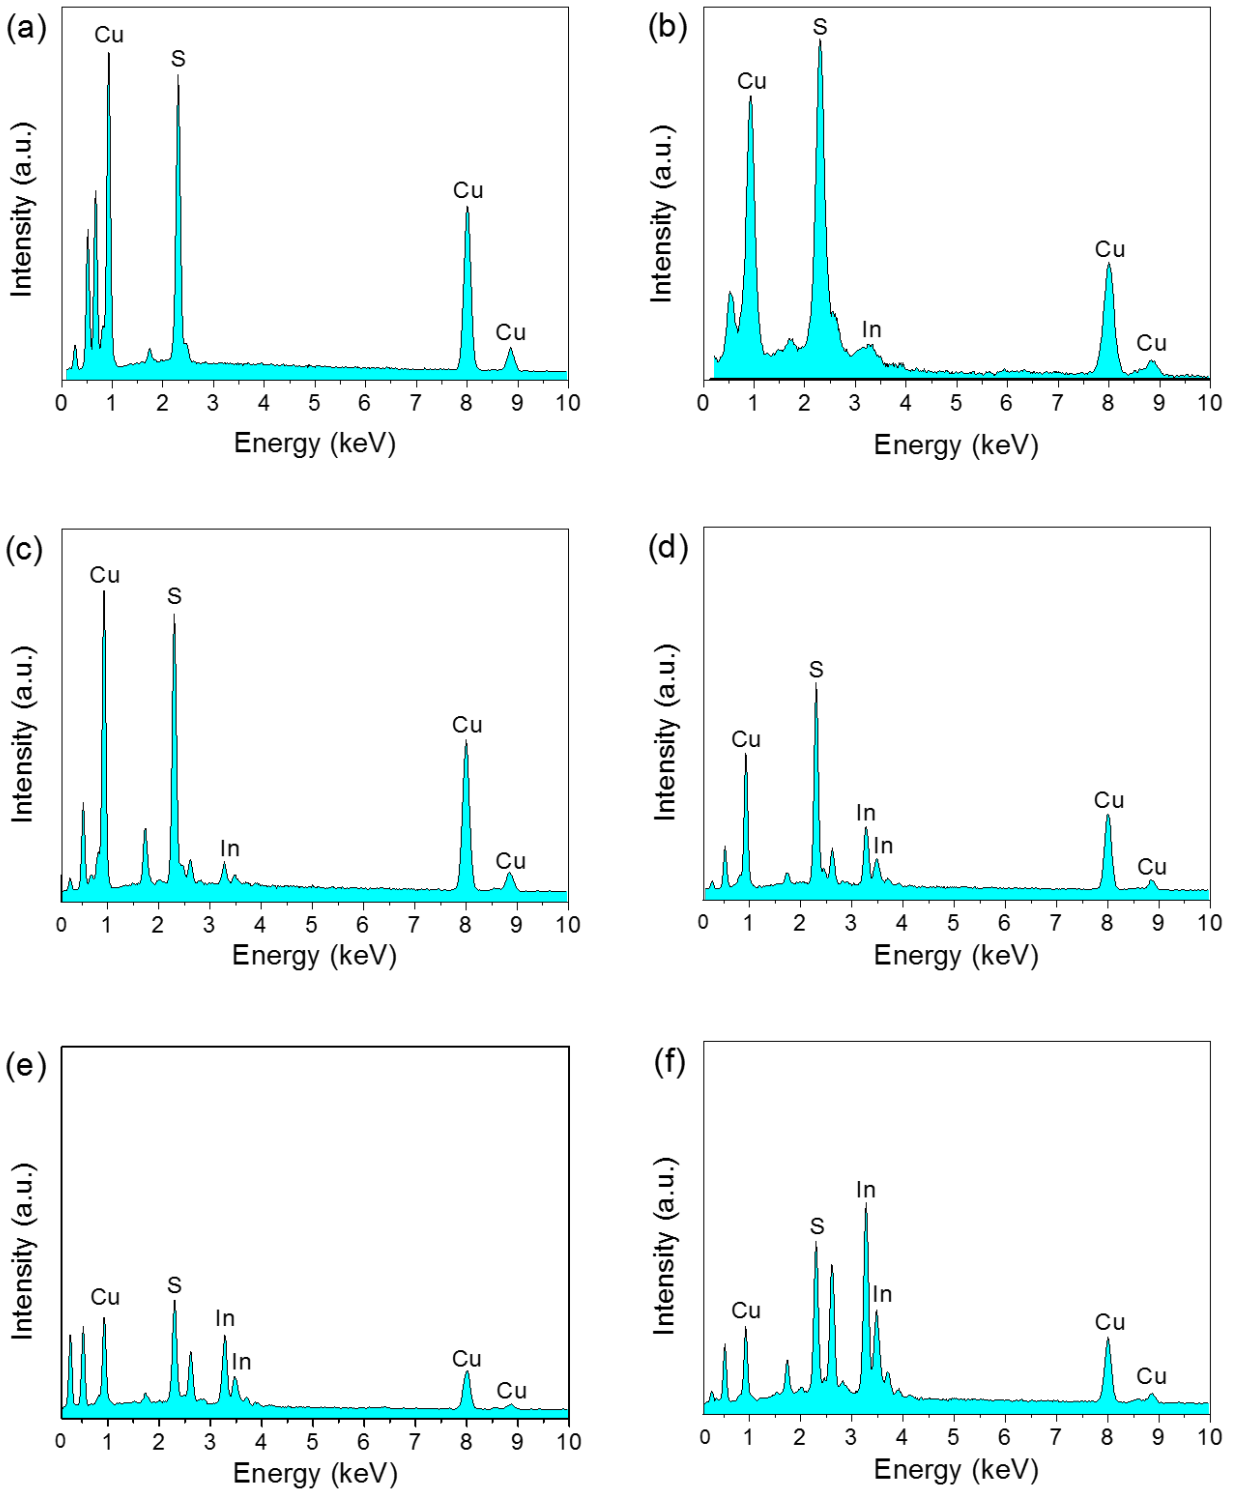 (a)
Cu
S
Cu
Cu
Intensity (a.u.)
0 1 2 3 4 5 6 7 8 9 10
Energy (keV)
(b)
S
Cu
In
Cu
Cu
Intensity (a.u.)
0 1 2 3 4 5 6 7 8 9 10
Energy (keV)
(c)
Cu
S
In
Cu
Cu
Intensity (a.u.)
0 1 2 3 4 5 6 7 8 9 10
Energy (keV)
(d)
S
Cu
In
In
Cu
Cu
Intensity (a.u.)
0 1 2 3 4 5 6 7 8 9 10
Energy (keV)
(e)
Cu
S
In
In
Cu
Cu
Intensity (a.u.)
0 1 2 3 4 5 6 7 8 9 10
Energy (keV)
(f)
In
S
In
Cu
Cu
Cu
Intensity (a.u.)
0 1 2 3 4 5 6 7 8 9 10
Energy (keV)